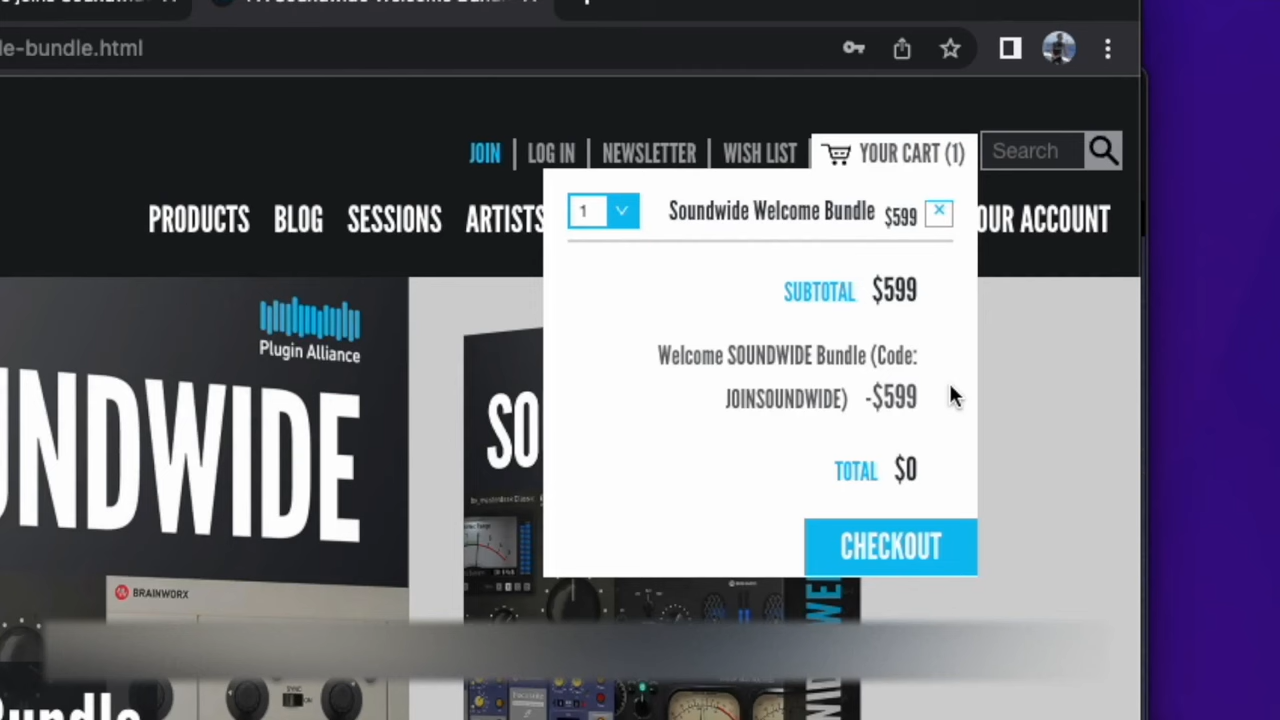 le-bundle.html
JOIN | LOG IN | NEWSLETTER | WISH LIST | YOUR CART (1) Search
PRODUCTS BLOG SESSIONS ARTISTS OUR ACCOUNT
1 Soundwide Welcome Bundle $599
SUBTOTAL $599
Welcome SOUNDWIDE Bundle (Code:
JOINSOUNDWIDE) -$599
TOTAL $0
CHECKOUT
Plugin Alliance
UNDWIDE
SO
BRAINWORX
Bundle